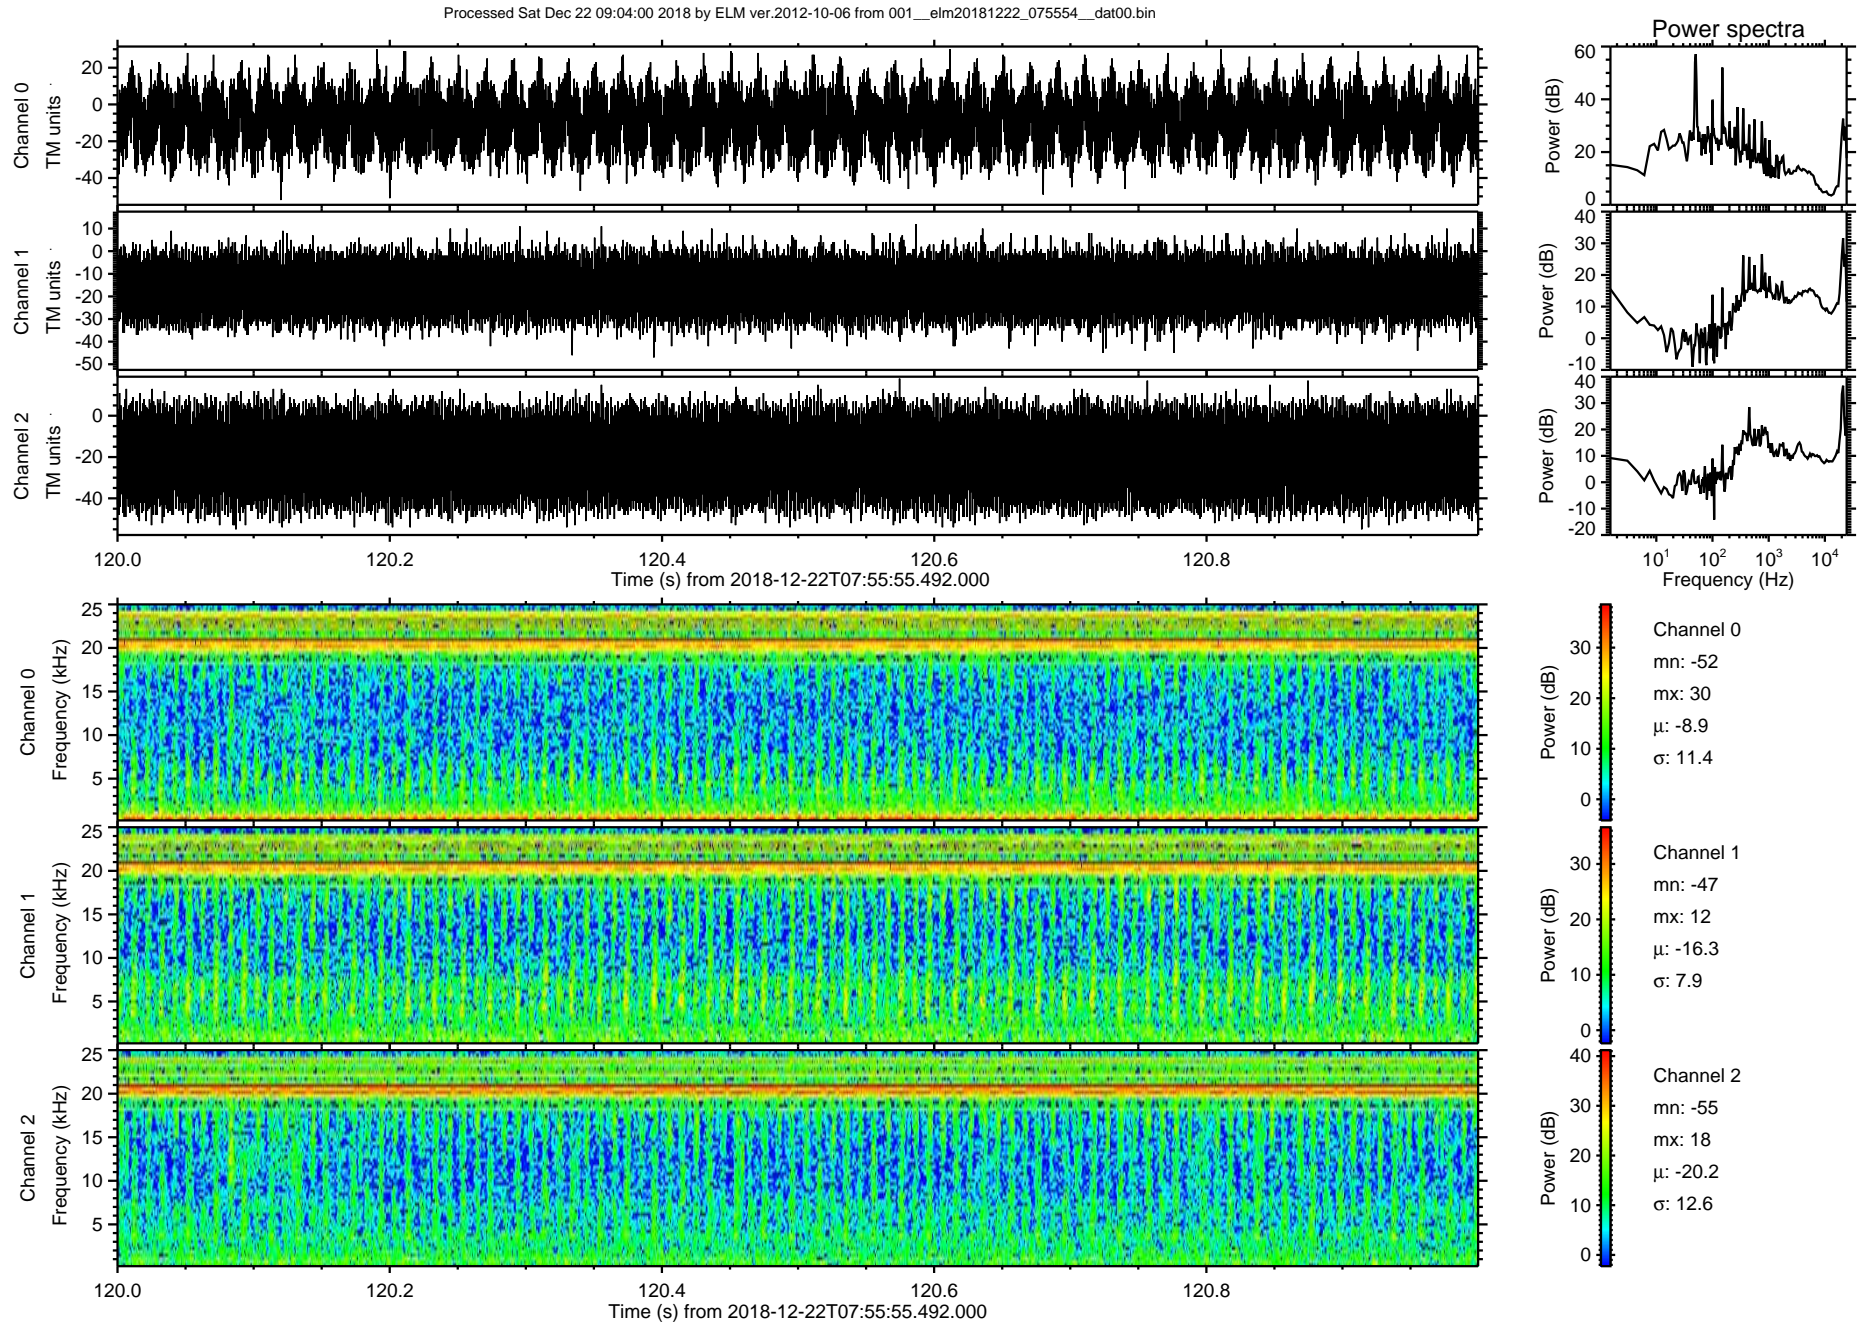 Processed Sat Dec 22 09:04:00 2018 by ELM ver.2012-10-06 from 001__elm20181222_075554__dat00.bin
Power spectra
Channel 0
TM units
20
0
-20
-40
Power (dB)
60
40
20
0
Channel 1
TM units
10
0
-10
-20
-30
-40
-50
Power (dB)
40
30
20
10
0
-10
Channel 2
TM units
0
-20
-40
Power (dB)
40
30
20
10
0
-10
-20
120.0 120.2 120.4 120.6 120.8
Time (s) from 2018-12-22T07:55:55.492.000
10¹ 10² 10³ 10⁴
Frequency (Hz)
Channel 0
Frequency (kHz)
25
20
15
10
5
Power (dB)
30
20
10
0
Channel 0
mn: -52
mx: 30
μ: -8.9
σ: 11.4
Channel 1
Frequency (kHz)
25
20
15
10
5
Power (dB)
30
20
10
0
Channel 1
mn: -47
mx: 12
μ: -16.3
σ: 7.9
Channel 2
Frequency (kHz)
25
20
15
10
5
Power (dB)
40
30
20
10
0
Channel 2
mn: -55
mx: 18
μ: -20.2
σ: 12.6
120.0 120.2 120.4 120.6 120.8
Time (s) from 2018-12-22T07:55:55.492.000